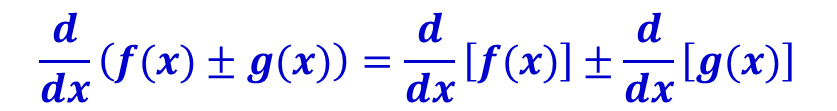 d/dx (f(x) ± g(x)) = d/dx [f(x)] ± d/dx [g(x)]